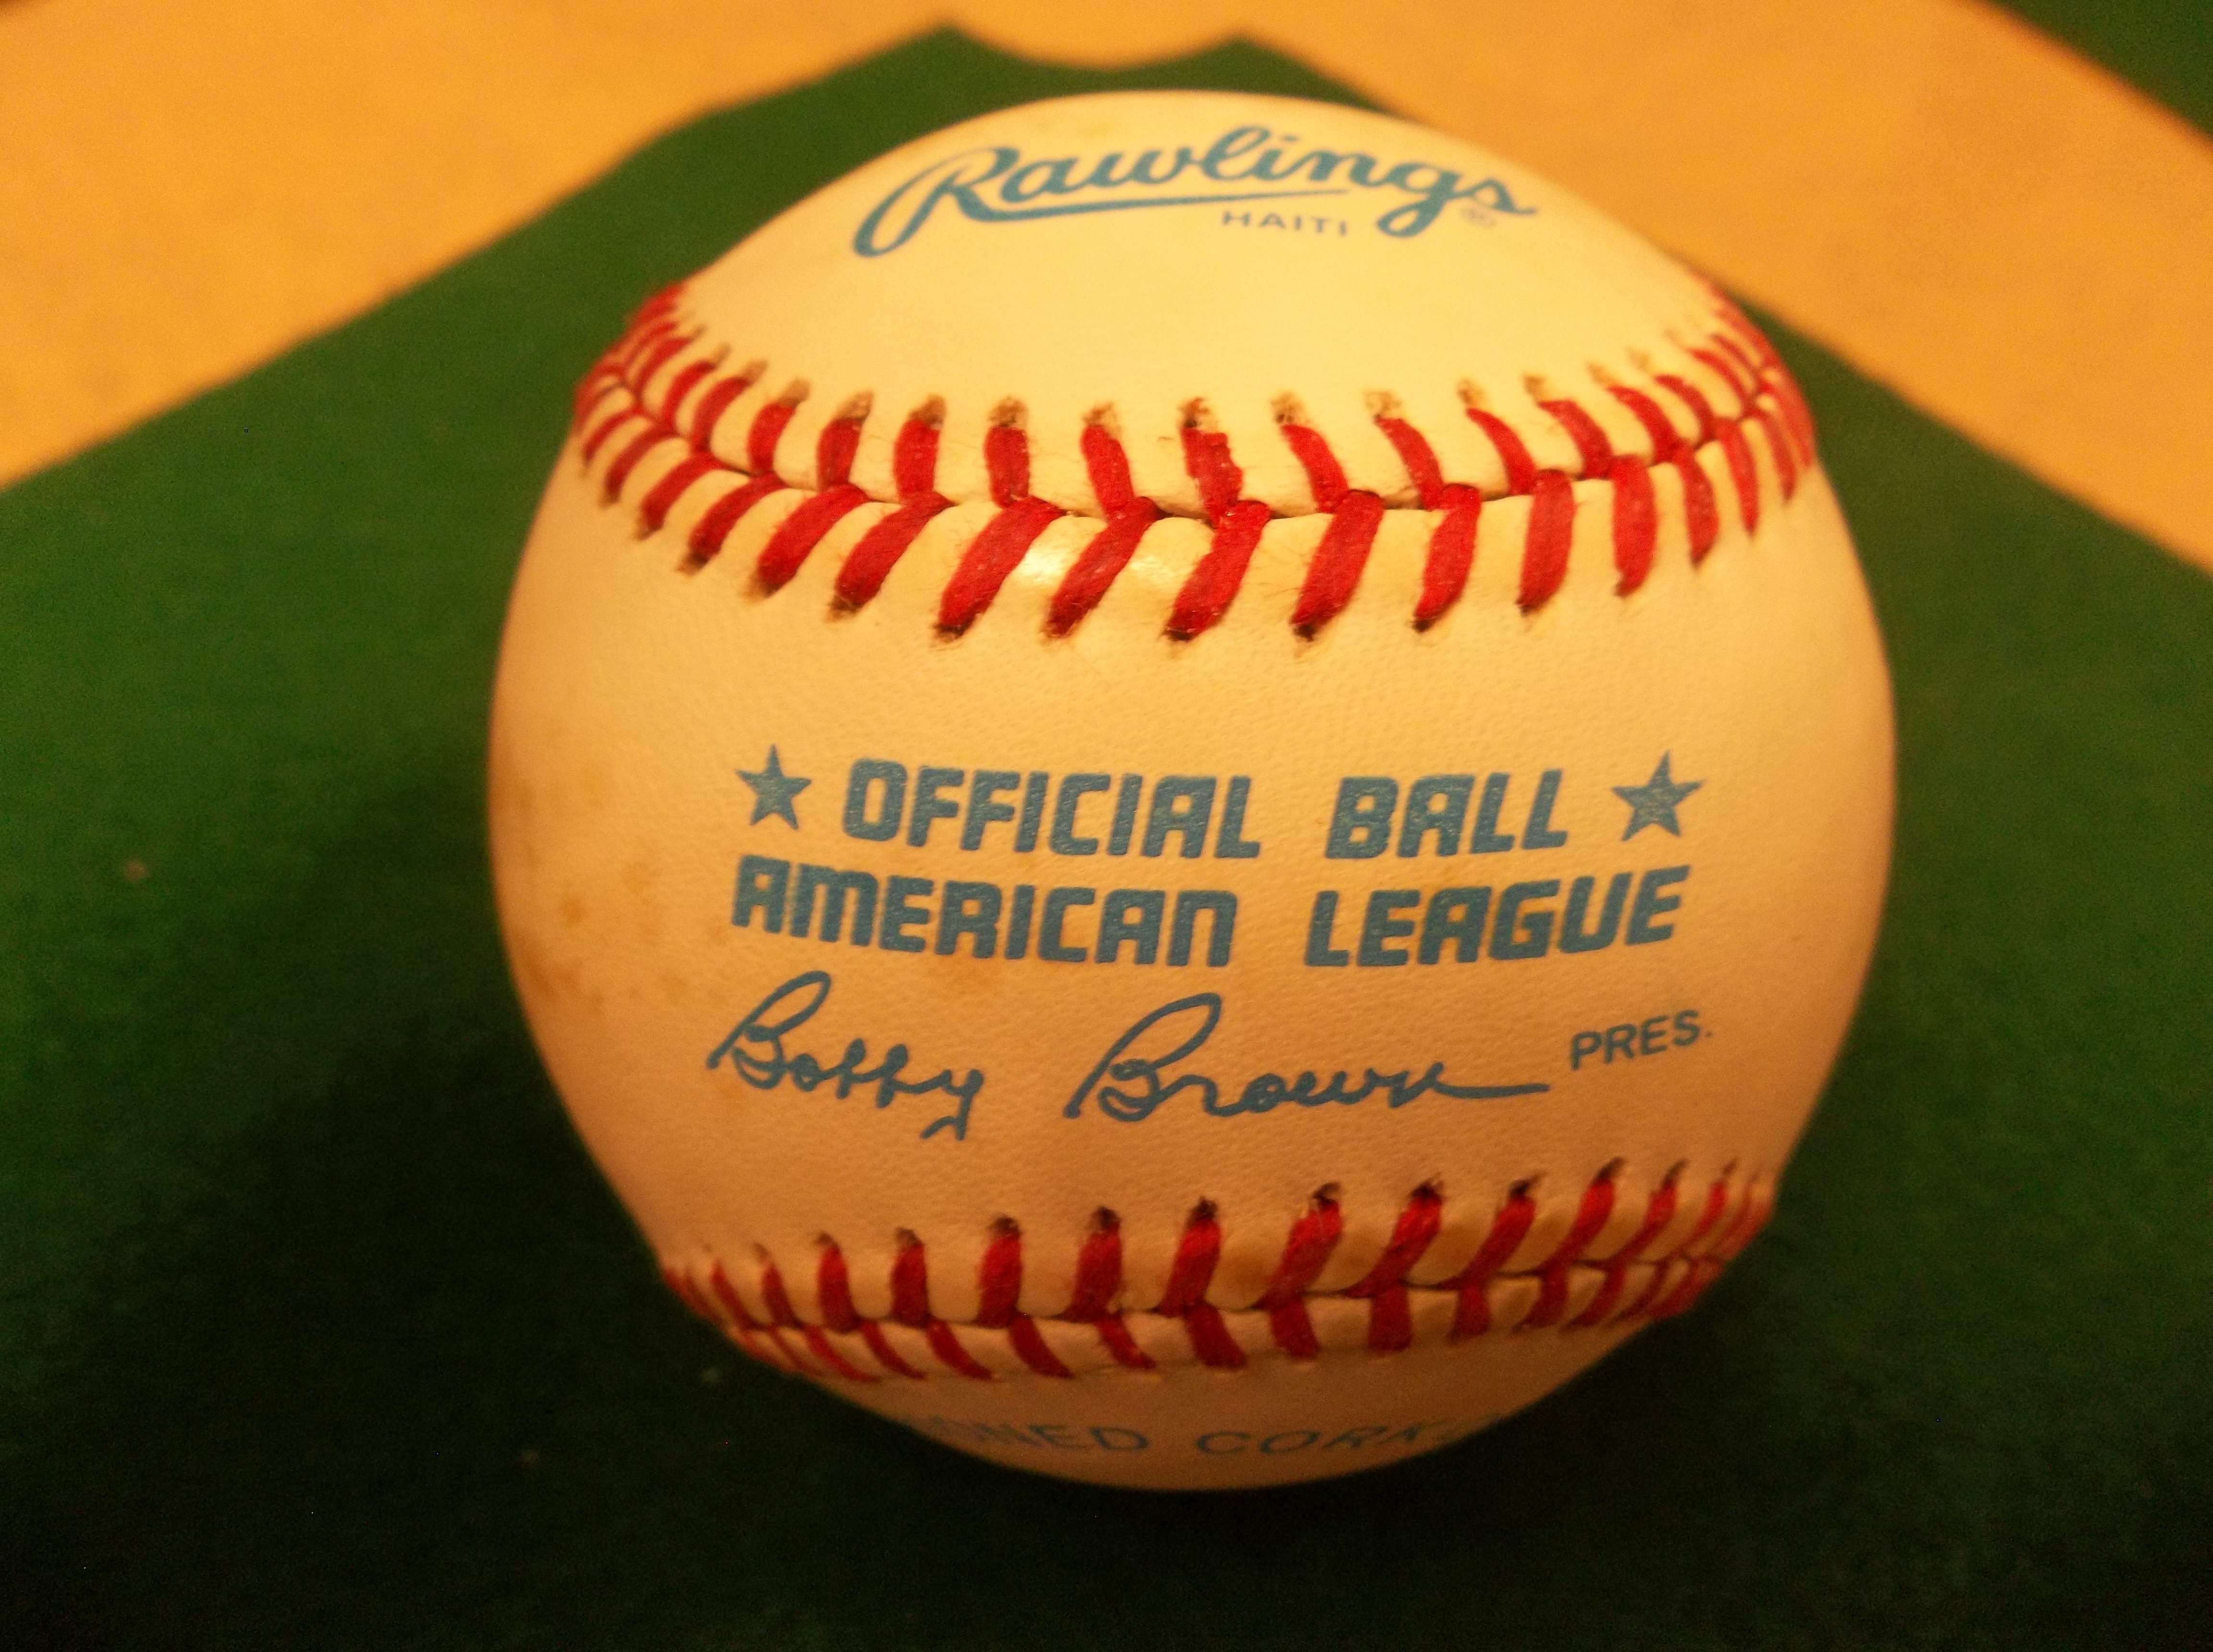 Rawlings®
HAITI
★ OFFICIAL BALL ★
AMERICAN LEAGUE
Bobby Brown PRES.